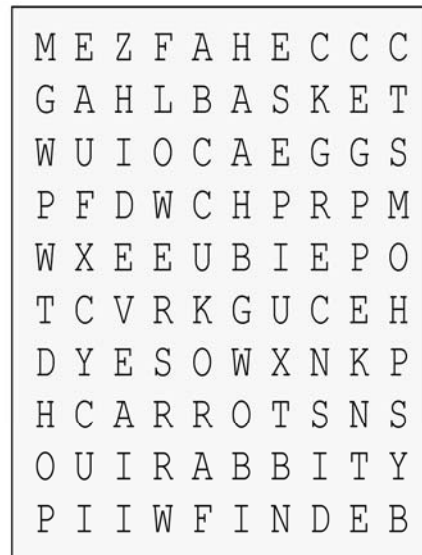 M E Z F A H E C C C
G A H L B A S K E T
W U I O C A E G G S
P F D W C H P R P M
W X E E U B I E P O
T C V R K G U C E H
D Y E S O W X N K P
H C A R R O T S N S
O U I R A B B I T Y
P I I W F I N D E B